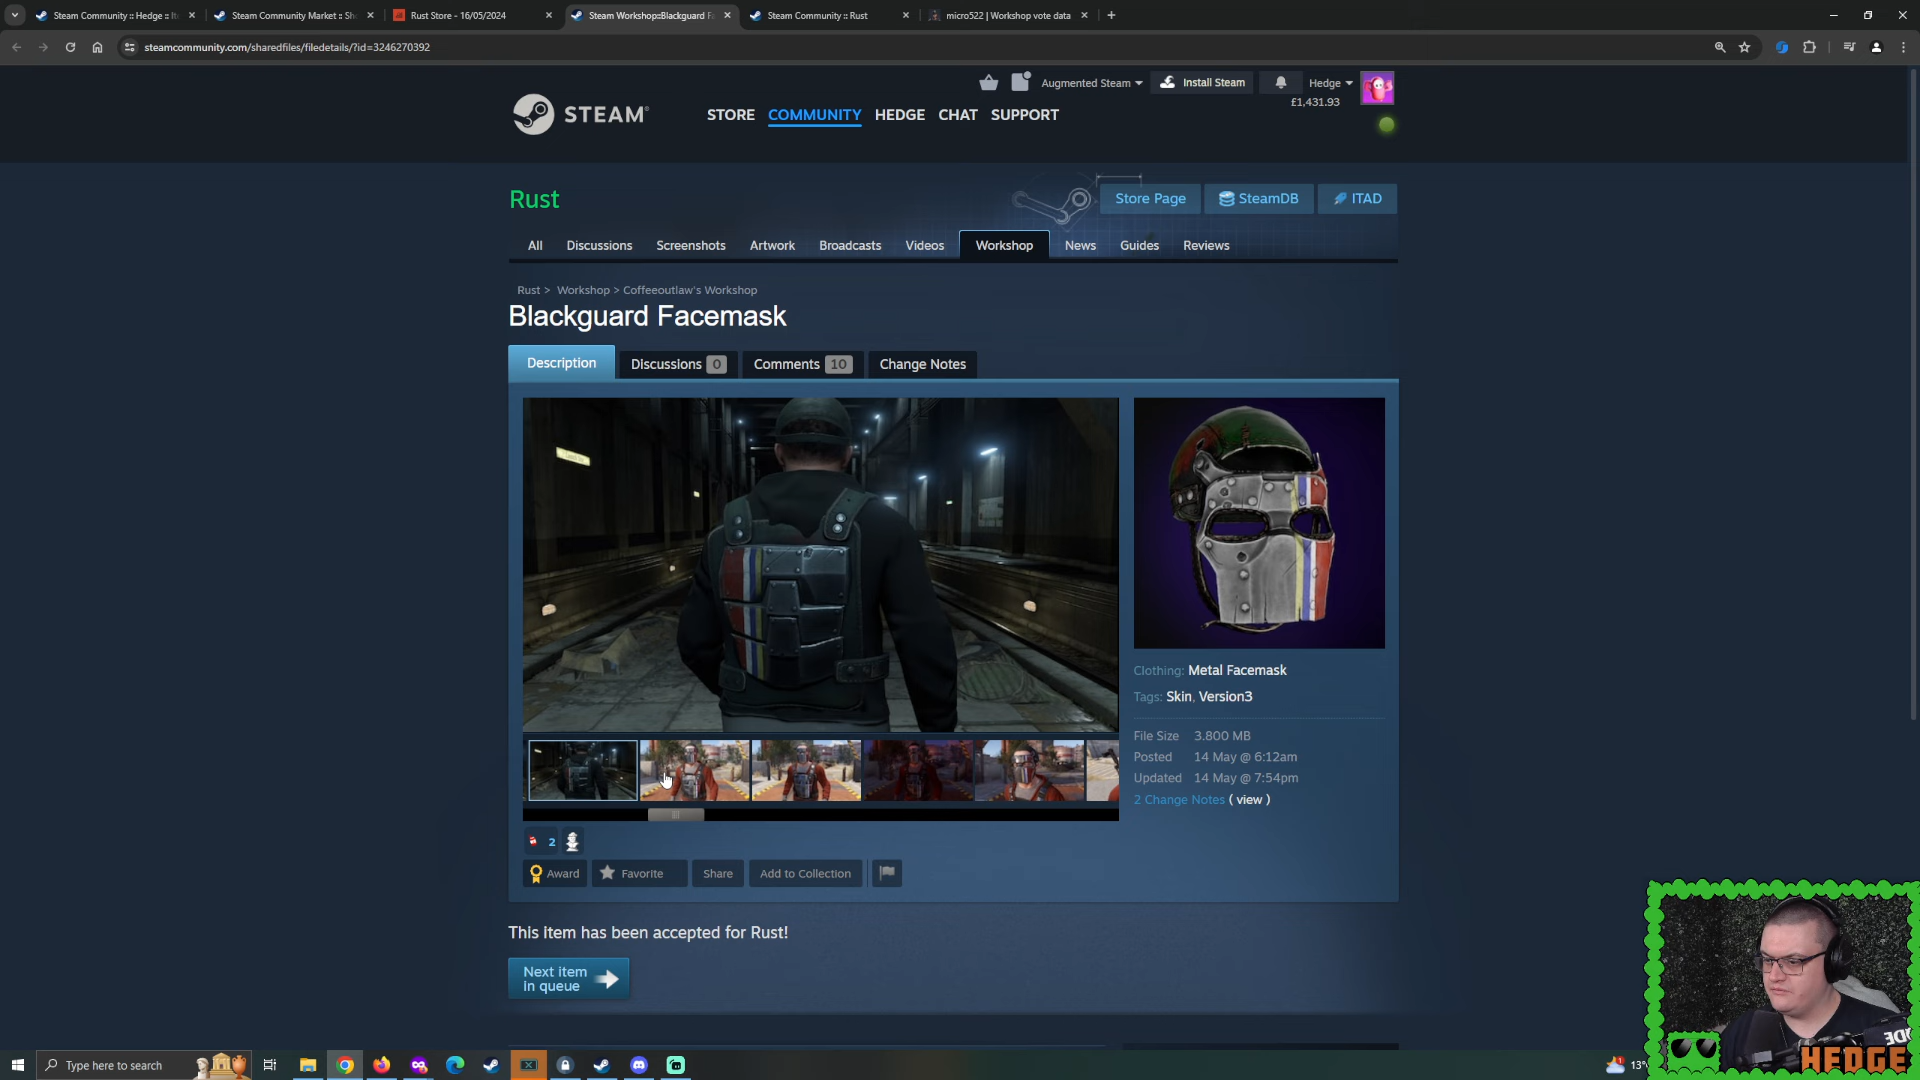 Steam Community :: Hedge :: It
Steam Community Market :: Sh
Rust Store - 16/05/2024
Steam Workshop::Blackguard F
Steam Community :: Rust
micro522 | Workshop vote data
steamcommunity.com/sharedfiles/filedetails/?id=3246270392
Augmented Steam
Install Steam
Hedge
£1,431.93
STEAM
STORE COMMUNITY HEDGE CHAT SUPPORT
Rust
Store Page
SteamDB
ITAD
All Discussions Screenshots Artwork Broadcasts Videos Workshop News Guides Reviews
Rust > Workshop > Coffeeoutlaw's Workshop
Blackguard Facemask
Description
Discussions 0
Comments 10
Change Notes
Clothing: Metal Facemask
Tags: Skin, Version3
File Size 3.800 MB
Posted 14 May @ 6:12am
Updated 14 May @ 7:54pm
2 Change Notes ( view )
2
Award
Favorite
Share
Add to Collection
This item has been accepted for Rust!
Next item
in queue
HEDGE
Type here to search
1
13°